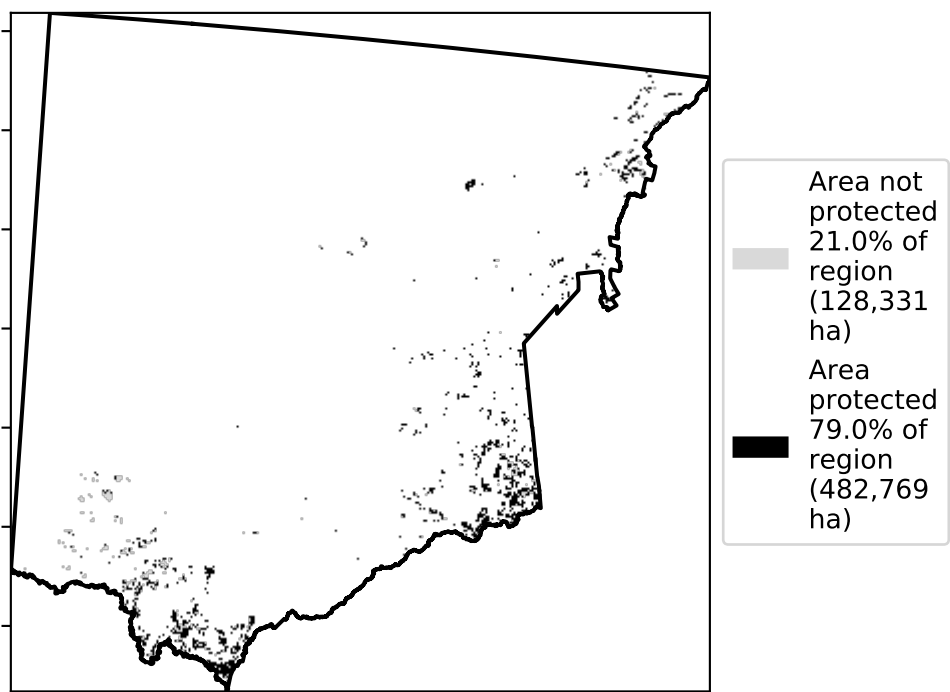 Area not
protected
21.0% of
region
(128,331
ha)
Area
protected
79.0% of
region
(482,769
ha)